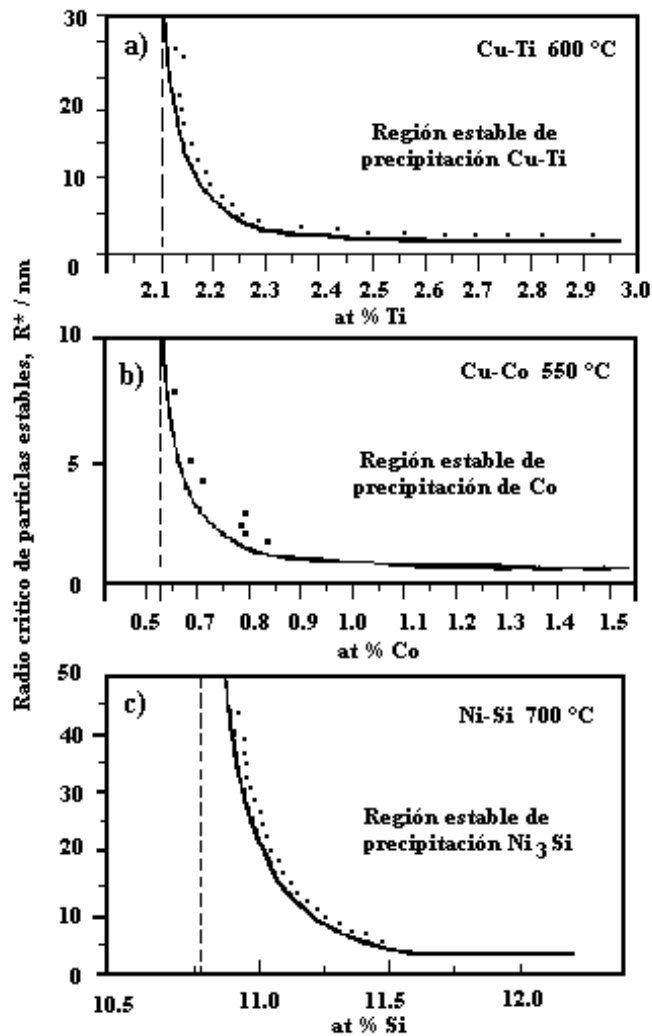 Radio critico de particlas estables, R* / nm
30
20
10
0
a)
Cu-Ti 600 °C
Región estable de
precipitación Cu-Ti
2.1 2.2 2.3 2.4 2.5 2.6 2.7 2.8 2.9 3.0
at % Ti
10
5
0
b)
Cu-Co 550 °C
Región estable de
precipitación de Co
0.5 0.7 0.8 0.9 1.0 1.1 1.2 1.3 1.4 1.5
at % Co
50
40
30
20
10
0
c)
Ni-Si 700 °C
Región estable de
precipitación Ni3Si
10.5 11.0 11.5 12.0
at % Si